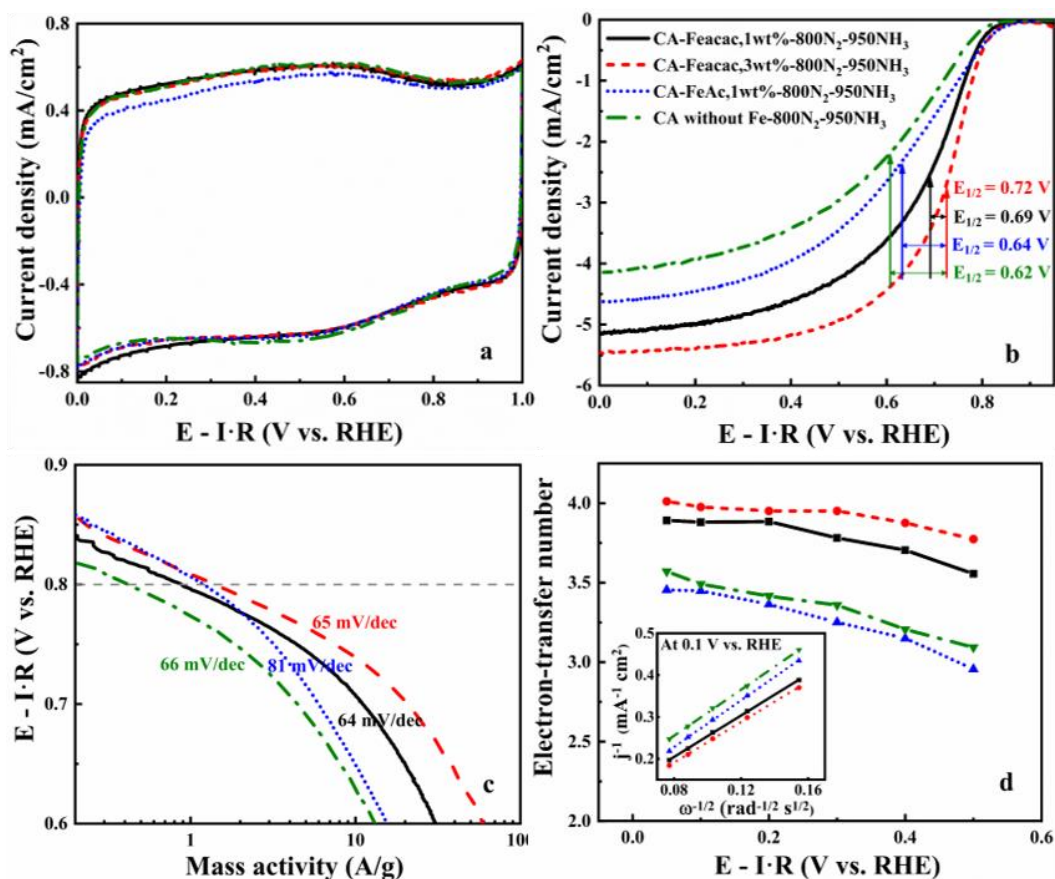 0.8
0.4
0.0
-0.4
-0.8
Current density (mA/cm²)
a
0.0 0.2 0.4 0.6 0.8 1.0
E - I·R (V vs. RHE)
0
-1
-2
-3
-4
-5
-6
Current density (mA/cm²)
CA-Feacac,1wt%-800N₂-950NH₃
CA-Feacac,3wt%-800N₂-950NH₃
CA-FeAc,1wt%-800N₂-950NH₃
CA without Fe-800N₂-950NH₃
E₁/₂ = 0.72 V
E₁/₂ = 0.69 V
E₁/₂ = 0.64 V
E₁/₂ = 0.62 V
b
0.0 0.2 0.4 0.6 0.8
E - I·R (V vs. RHE)
0.9
0.8
0.7
0.6
E - I·R (V vs. RHE)
65 mV/dec
66 mV/dec
81 mV/dec
64 mV/dec
c
1 10 100
Mass activity (A/g)
4.0
3.5
3.0
2.5
2.0
Electron-transfer number
At 0.1 V vs. RHE
0.5
0.4
0.3
0.2
j⁻¹ (mA⁻¹ cm²)
0.08 0.12 0.16
ω⁻¹/² (rad⁻¹/² s¹/²)
d
0.0 0.2 0.4 0.6
E - I·R (V vs. RHE)